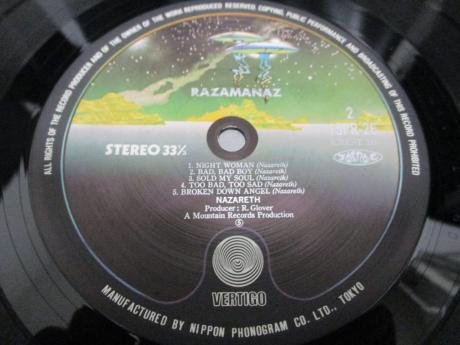 ALL RIGHTS OF THE RECORD PRODUCER AND OF THE OWNER OF THE WORK REPRODUCED RESERVED. COPYING, PUBLIC PERFORMANCE AND BROADCASTING OF THIS RECORD PROHIBITED
RAZAMANAZ
2
STEREO 33⅓
1. NIGHT WOMAN (Nazareth)
2. BAD, BAD BOY (Nazareth)
3. SOLD MY SOUL (Nazareth)
4. TOO BAD, TOO SAD (Nazareth)
5. BROKEN DOWN ANGEL (Nazareth)
NAZARETH
Producer : R. Glover
A Mountain Records Production
VERTIGO
MANUFACTURED BY NIPPON PHONOGRAM CO. LTD., TOKYO